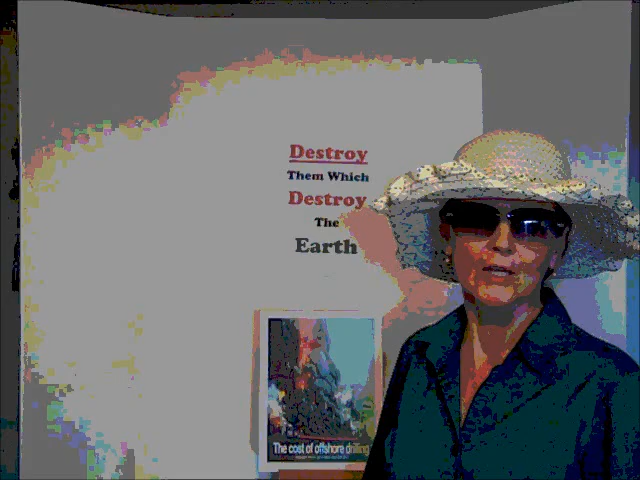 Destroy
Them Which
Destroy
The
Earth
The cost of offshore drilling